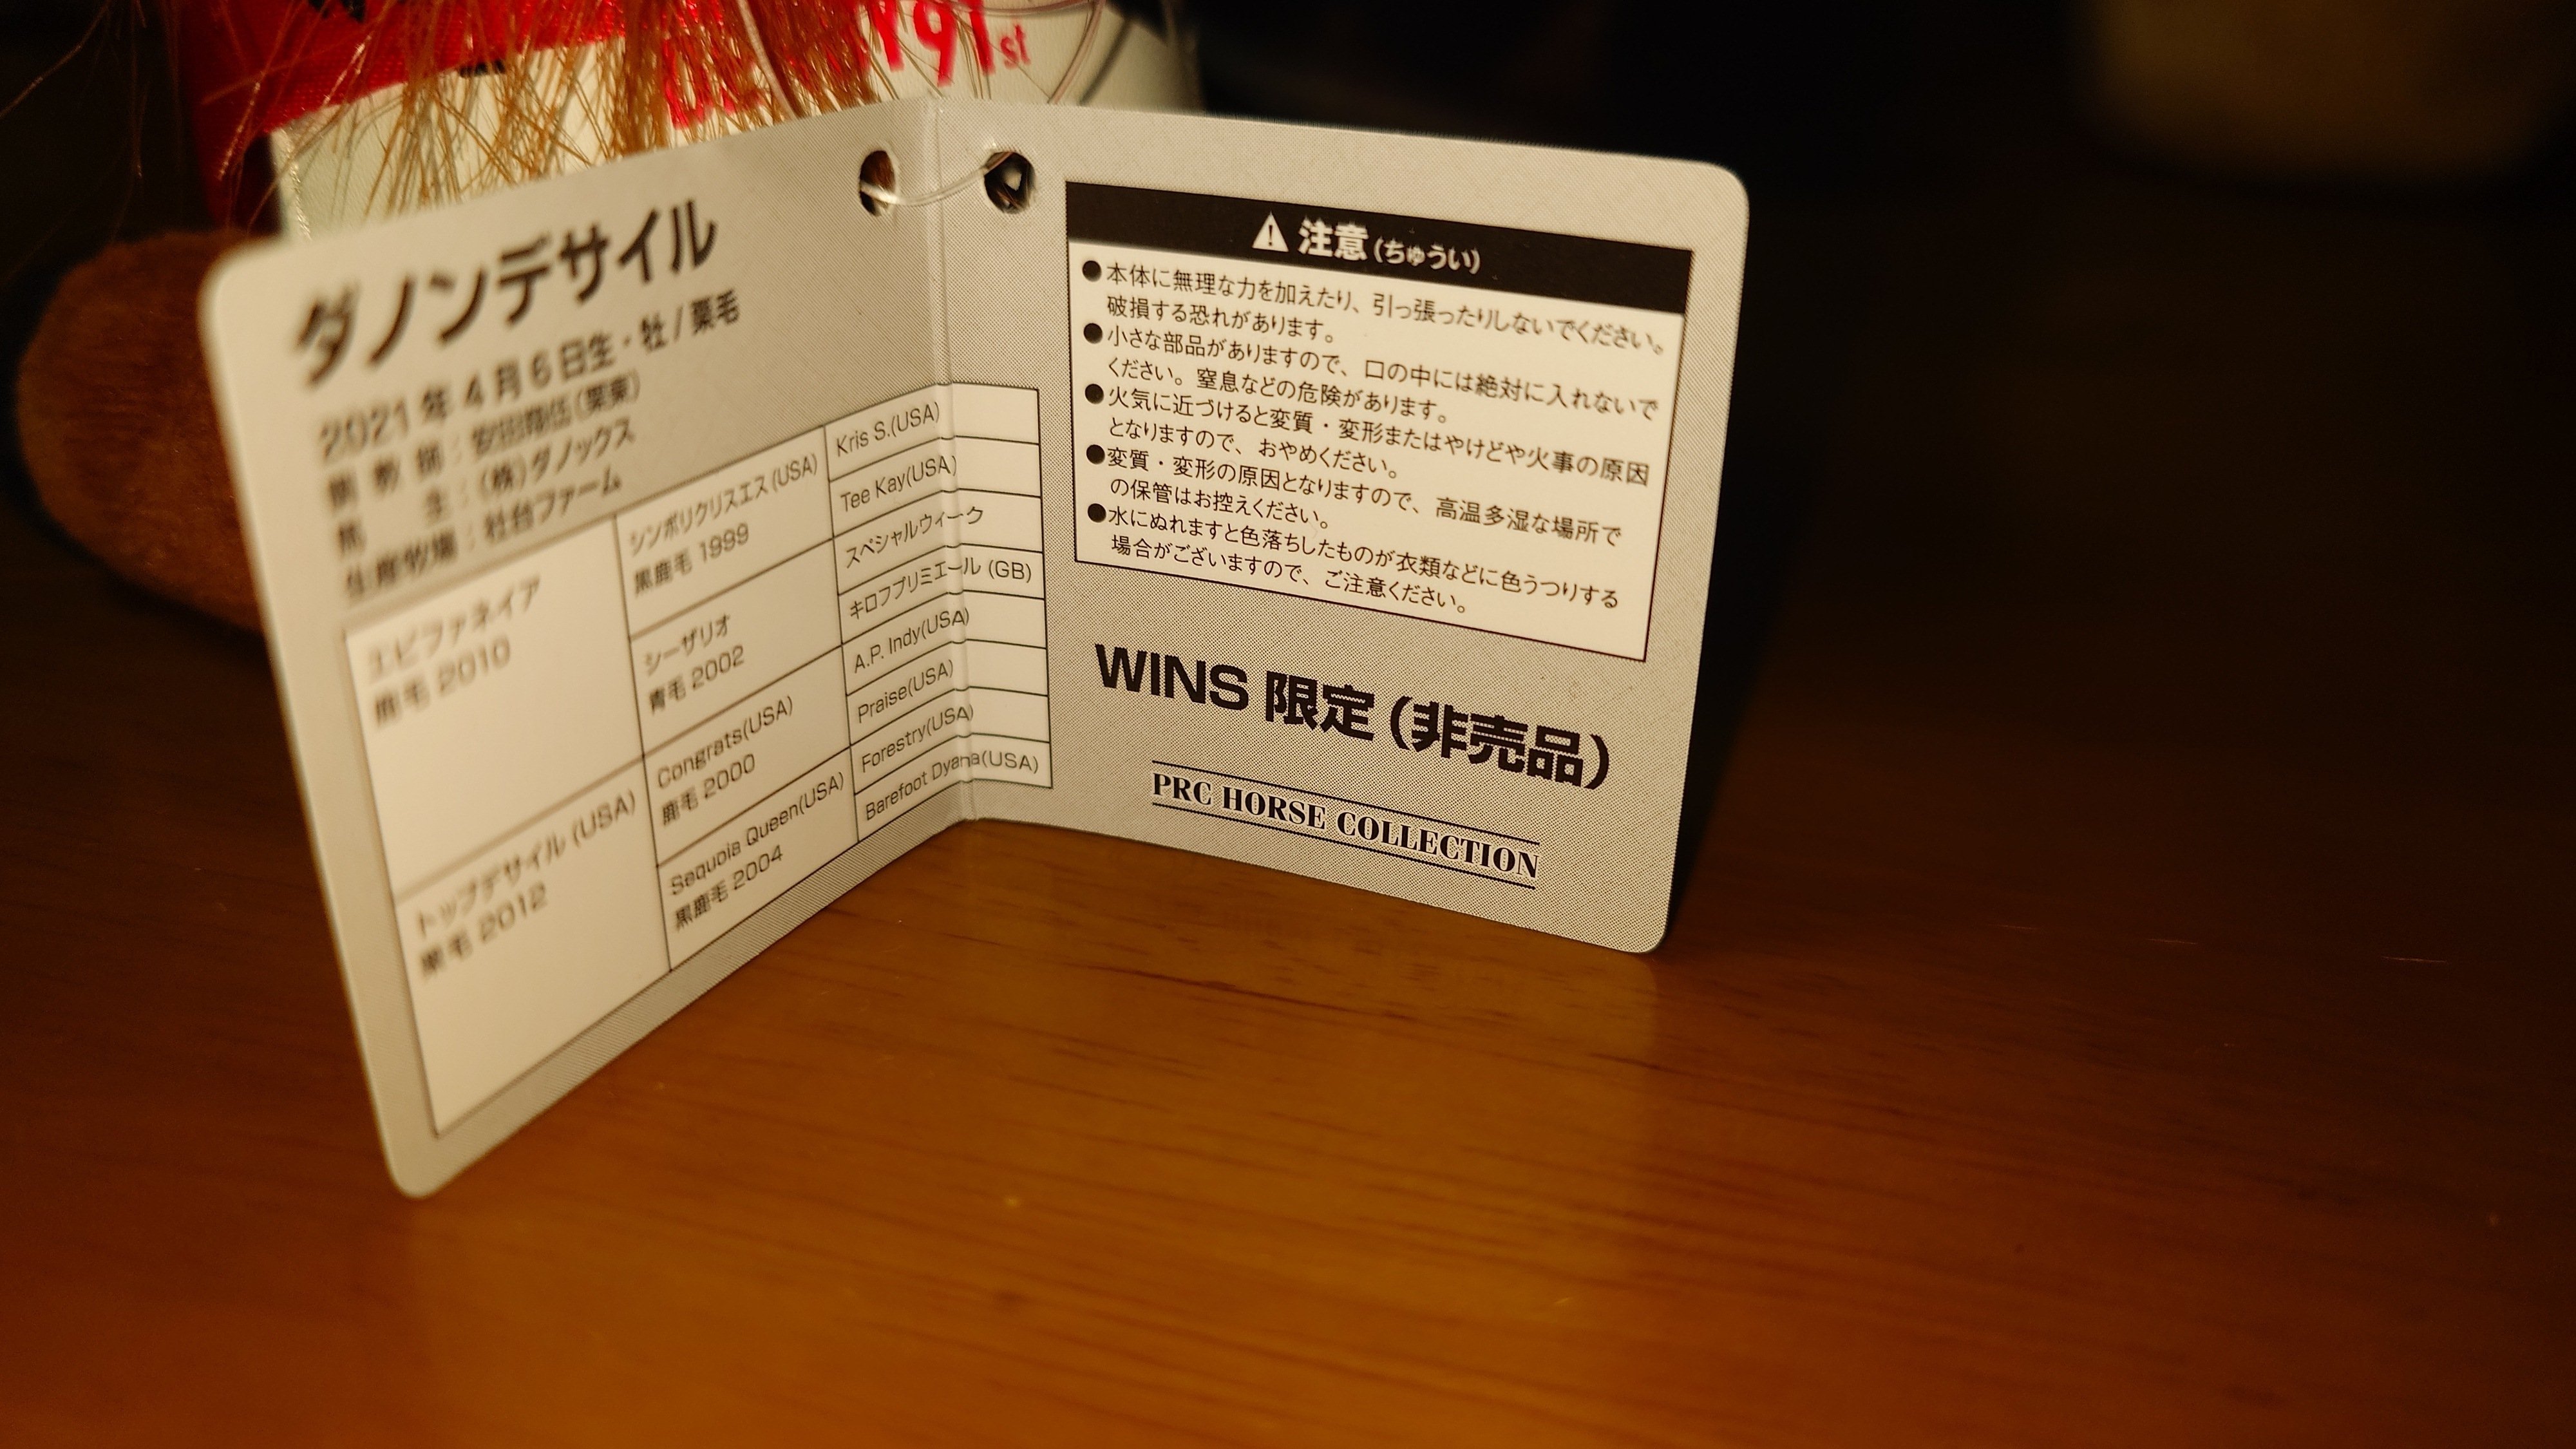 91st
ダノンデサイル
2021年4月6日生・牡/栗毛
調教師：安田翔伍(栗東)
馬主：(株)ダノックス
生産牧場：社台ファーム
エピファネイア
鹿毛 2010
トップデサイル (USA)
黒毛 2012
シンボリクリスエス (USA)
黒鹿毛 1999
シーザリオ
青毛 2002
Congrats(USA)
鹿毛 2000
Sequoia Queen(USA)
黒鹿毛 2004
Kris S.(USA)
Tee Kay(USA)
スペシャルウィーク
キロフプリミエール (GB)
A.P. Indy(USA)
Praise(USA)
Forestry(USA)
Barefoot Dyana(USA)
注意(ちゅうい)
●本体に無理な力を加えたり、引っ張ったりしないでください。
破損する恐れがあります。
●小さな部品がありますので、口の中には絶対に入れないで
ください。窒息などの危険があります。
●火気に近づけると変質・変形またはやけどや火事の原因
となりますので、おやめください。
●変質・変形の原因となりますので、高温多湿な場所で
の保管はお控えください。
●水にぬれますと色落ちしたものが衣類などに色うつりする
場合がございますので、ご注意ください。
WINS 限定(非売品)
PRC HORSE COLLECTION